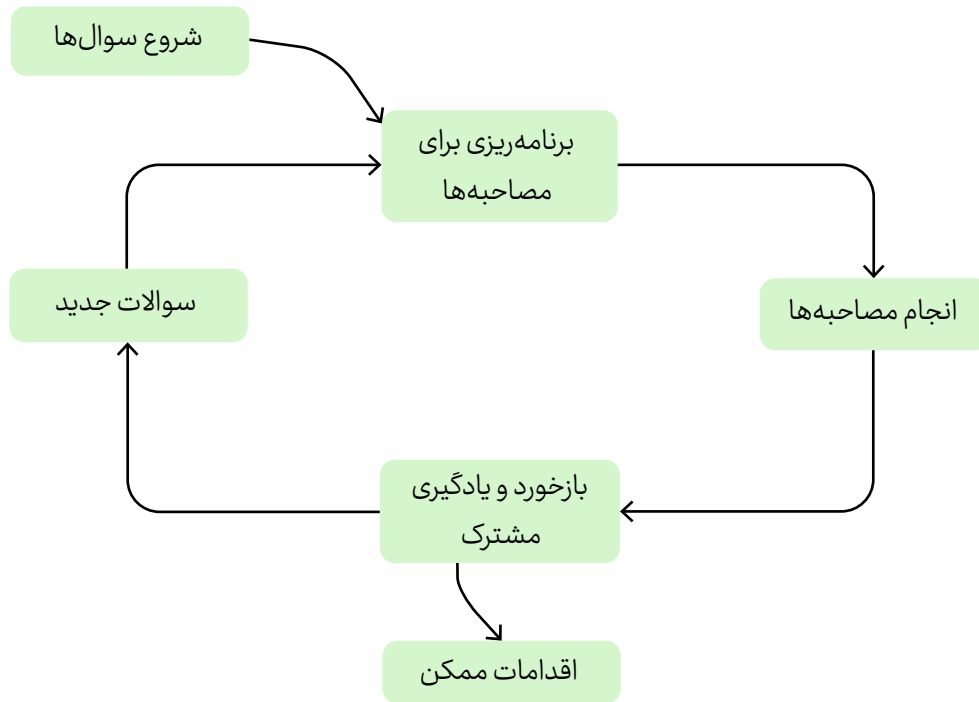 شروع سوال‌ها
برنامه‌ریزی برای
مصاحبه‌ها
انجام مصاحبه‌ها
بازخورد و یادگیری
مشترک
سوالات جدید
اقدامات ممکن